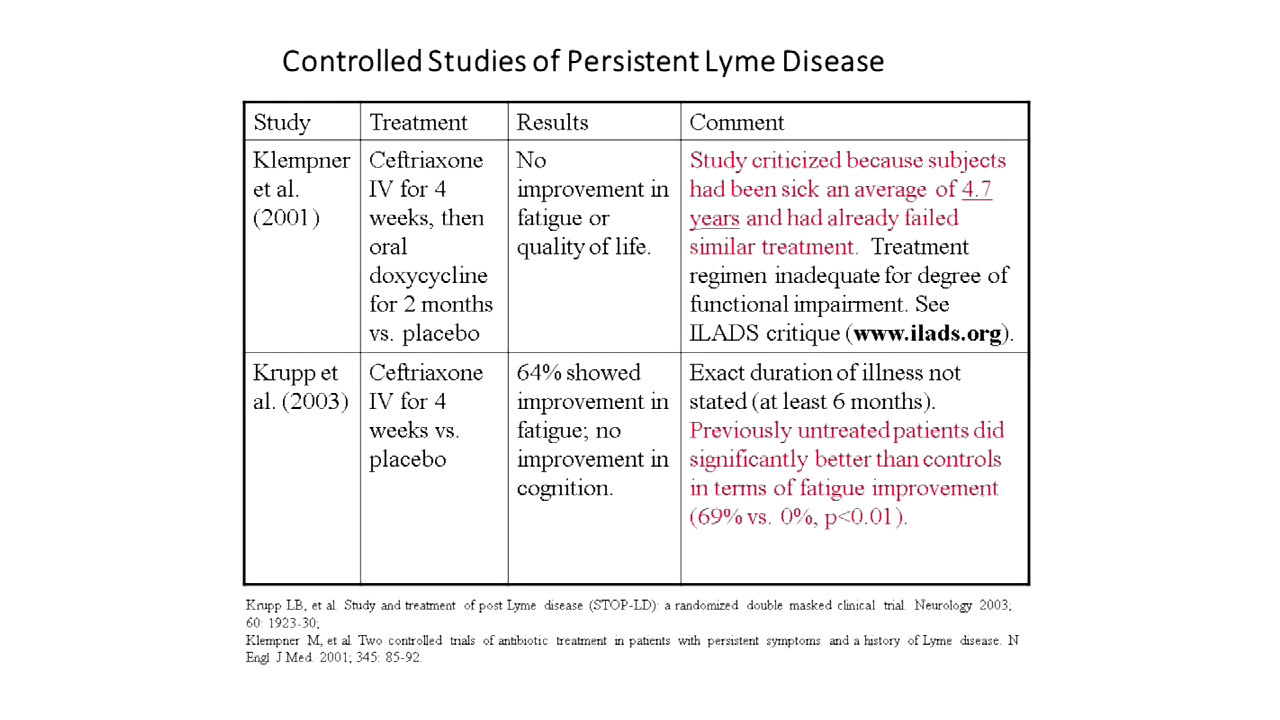 Controlled Studies of Persistent Lyme Disease
Study
Treatment
Results
Comment
Klempner
et al.
(2001)
Ceftriaxone
IV for 4
weeks, then
oral
doxycycline
for 2 months
vs. placebo
No
improvement in
fatigue or
quality of life.
Study criticized because subjects
had been sick an average of 4.7
years and had already failed
similar treatment. Treatment
regimen inadequate for degree of
functional impairment. See
ILADS critique (www.ilads.org).
Krupp et
al. (2003)
Ceftriaxone
IV for 4
weeks vs.
placebo
64% showed
improvement in
fatigue; no
improvement in
cognition.
Exact duration of illness not
stated (at least 6 months).
Previously untreated patients did
significantly better than controls
in terms of fatigue improvement
(69% vs. 0%, p<0.01).
Krupp LB, et al. Study and treatment of post Lyme disease (STOP-LD): a randomized double masked clinical trial. Neurology 2003;
60: 1923-30;
Klempner M, et al. Two controlled trials of antibiotic treatment in patients with persistent symptoms and a history of Lyme disease. N
Engl J Med. 2001; 345: 85-92.